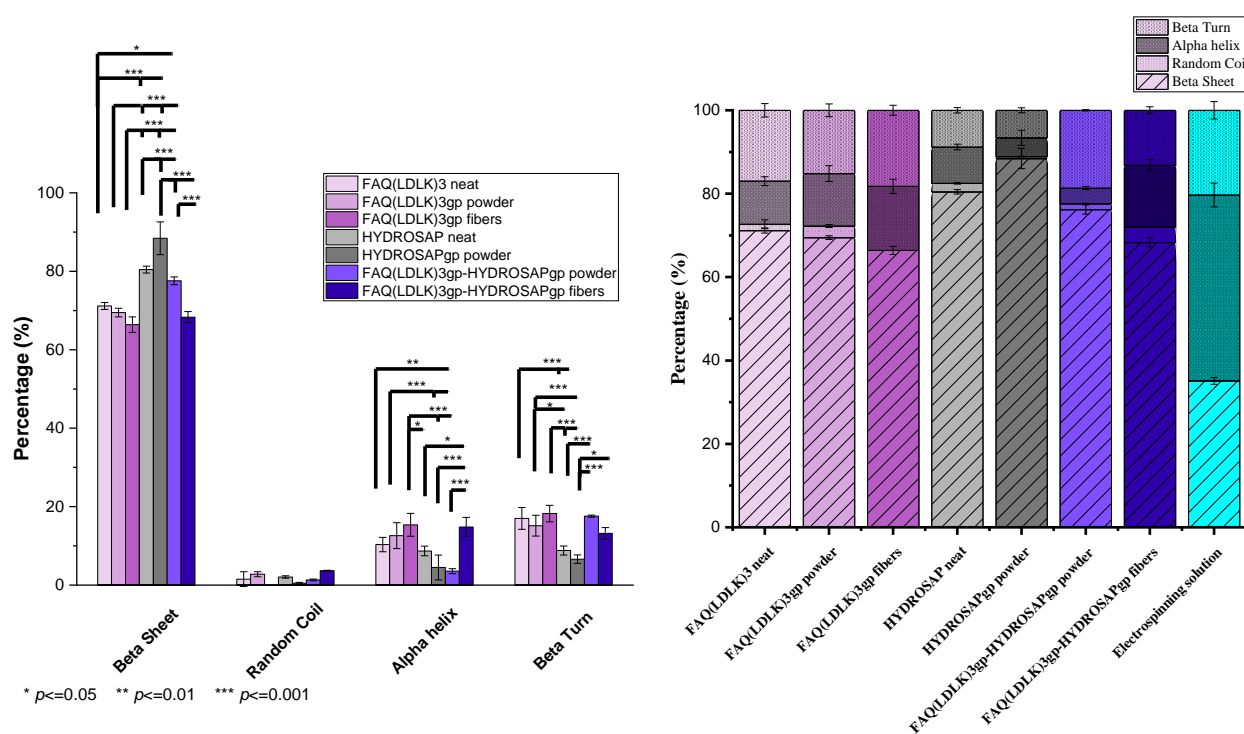 *
***
***
***
***
***
***
100
80
60
40
20
0
Percentage (%)
FAQ(LDLK)3 neat
FAQ(LDLK)3gp powder
FAQ(LDLK)3gp fibers
HYDROSAP neat
HYDROSAPgp powder
FAQ(LDLK)3gp-HYDROSAPgp powder
FAQ(LDLK)3gp-HYDROSAPgp fibers
**
***
***
*
*
***
***
***
***
*
***
***
*
***
Beta Sheet
Random Coil
Alpha helix
Beta Turn
* p<=0.05 ** p<=0.01 *** p<=0.001
Beta Turn
Alpha helix
Random Coi
Beta Sheet
100
80
60
40
20
0
Percentage (%)
FAQ(LDLK)3 neat
FAQ(LDLK)3gp powder
FAQ(LDLK)3gp fibers
HYDROSAP neat
HYDROSAPgp powder
FAQ(LDLK)3gp-HYDROSAPgp powder
FAQ(LDLK)3gp-HYDROSAPgp fibers
Electrospinning solution